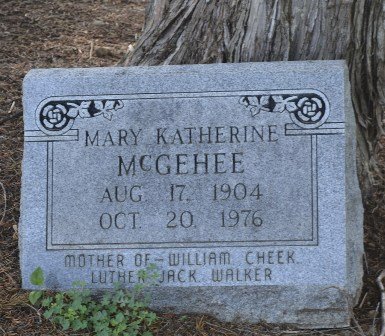 MARY KATHERINE
McGEHEE
AUG. 17, 1904
OCT. 20, 1976
MOTHER OF - WILLIAM CHEEK
LUTHER JACK WALKER